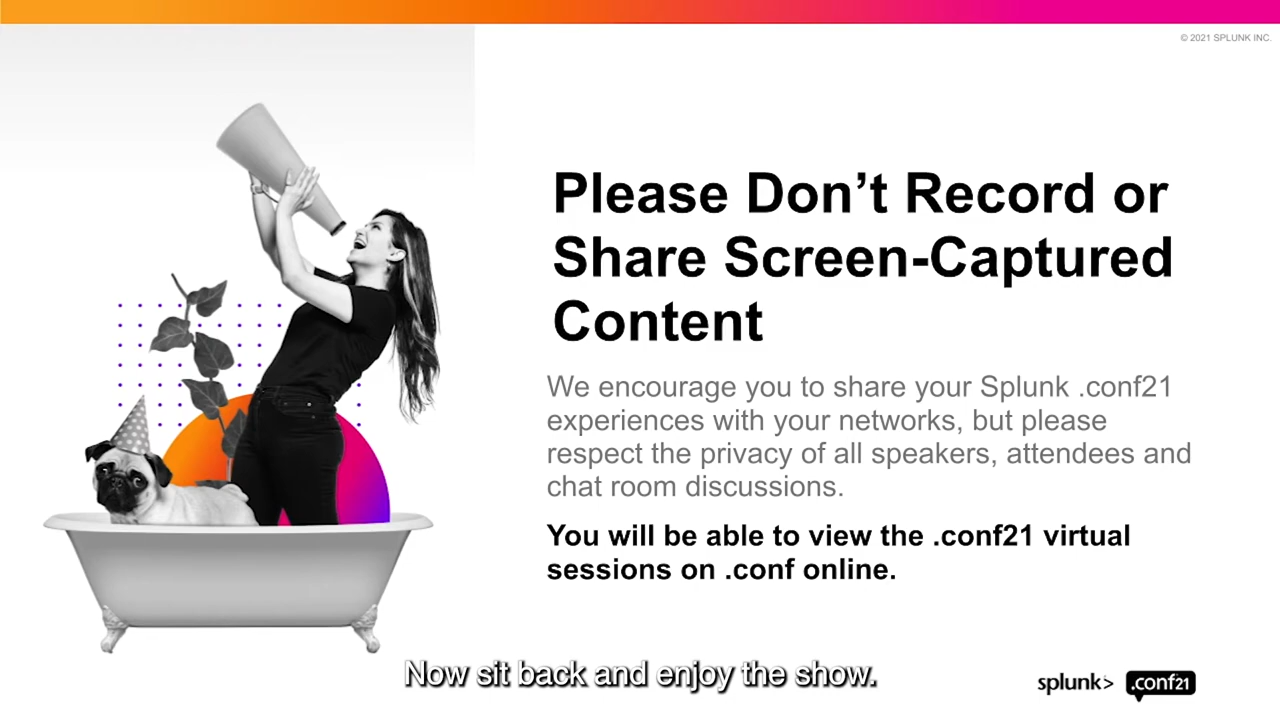 © 2021 SPLUNK INC.
Please Don’t Record or
Share Screen-Captured
Content
We encourage you to share your Splunk .conf21
experiences with your networks, but please
respect the privacy of all speakers, attendees and
chat room discussions.
You will be able to view the .conf21 virtual
sessions on .conf online.
Now sit back and enjoy the show.
splunk> .conf21